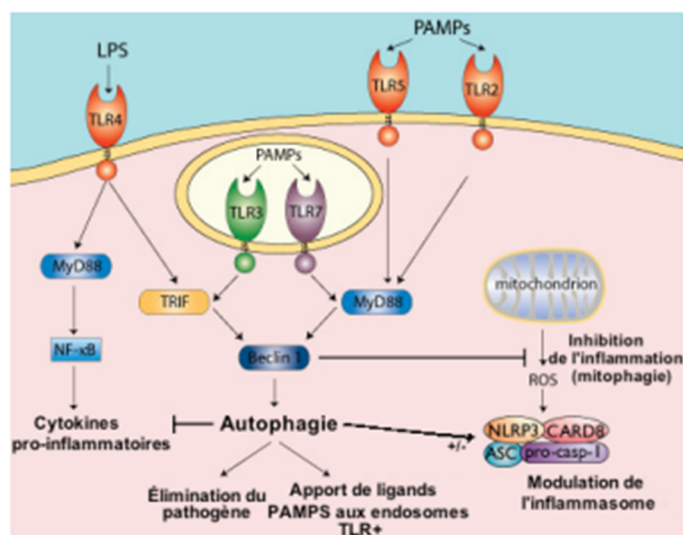 PAMPs
LPS
TLR5
TLR2
TLR4
PAMPs
TLR3
TLR7
MyD88
TRIF
MyD88
mitochondrion
NF-κB
Beclin 1
Inhibition
de l'inflammation
(mitophagie)
ROS
Cytokines
pro-inflammatoires
Autophagie
+/-
NLRP3
CARD8
ASC
pro-casp-1
Élimination du
pathogène
Apport de ligands
PAMPS aux endosomes
TLR+
Modulation de
l'inflammasome